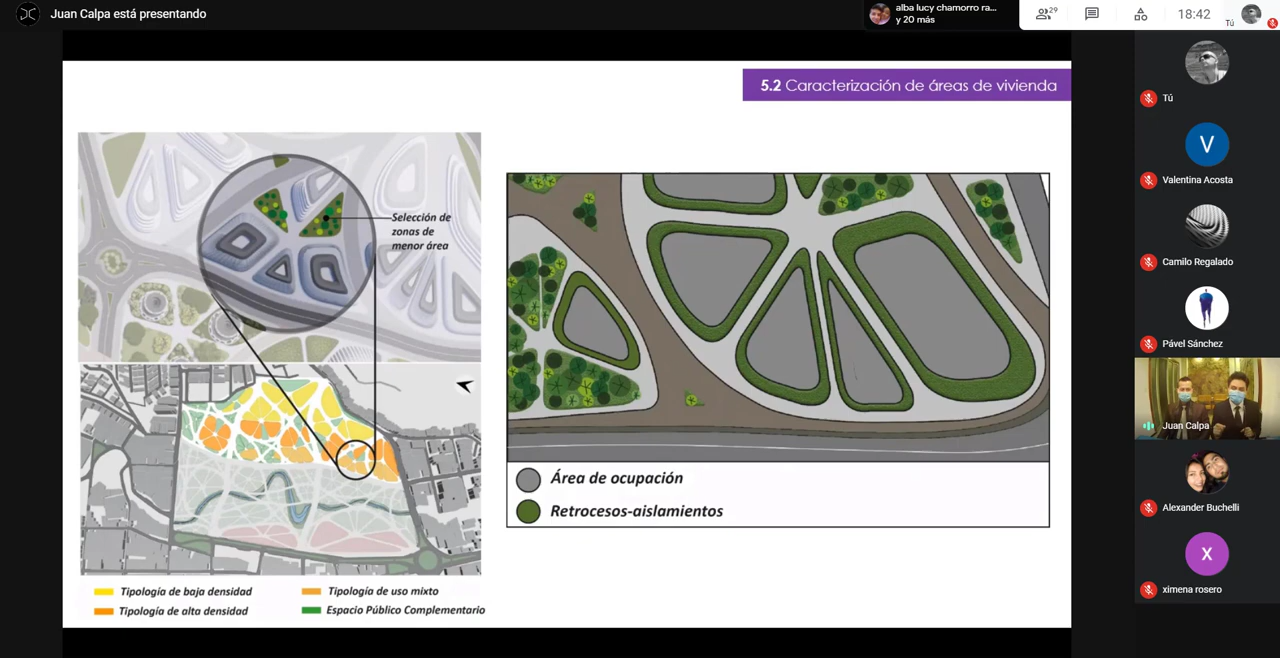 Juan Calpa está presentando
alba lucy chamorro ra...
y 20 más
29
18:42
Tú
5.2 Caracterización de áreas de vivienda
Selección de
zonas de
menor área
Área de ocupación
Retrocesos-aislamientos
Tipología de baja densidad
Tipología de uso mixto
Tipología de alta densidad
Espacio Público Complementario
Tú
V
Valentina Acosta
Camilo Regalado
Pável Sánchez
Juan Calpa
Alexander Buchelli
X
ximena rosero